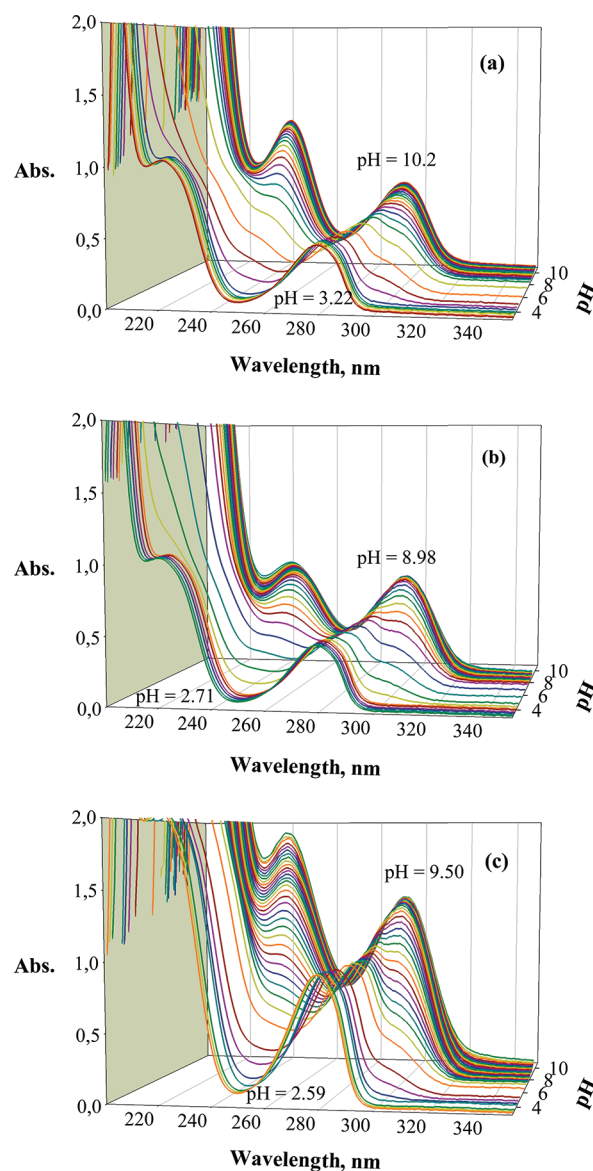 2,0
(a)
1,5
pH = 10.2
1,0
Abs.
0,5
10
8
6
4
pH
pH = 3.22
0,0
220 240 260 280 300 320 340
Wavelength, nm
2,0
(b)
1,5
pH = 8.98
1,0
Abs.
0,5
10
8
6
4
pH
pH = 2.71
0,0
220 240 260 280 300 320 340
Wavelength, nm
2,0
(c)
pH = 9.50
1,5
1,0
Abs.
0,5
10
8
6
4
pH
pH = 2.59
0,0
220 240 260 280 300 320 340
Wavelength, nm